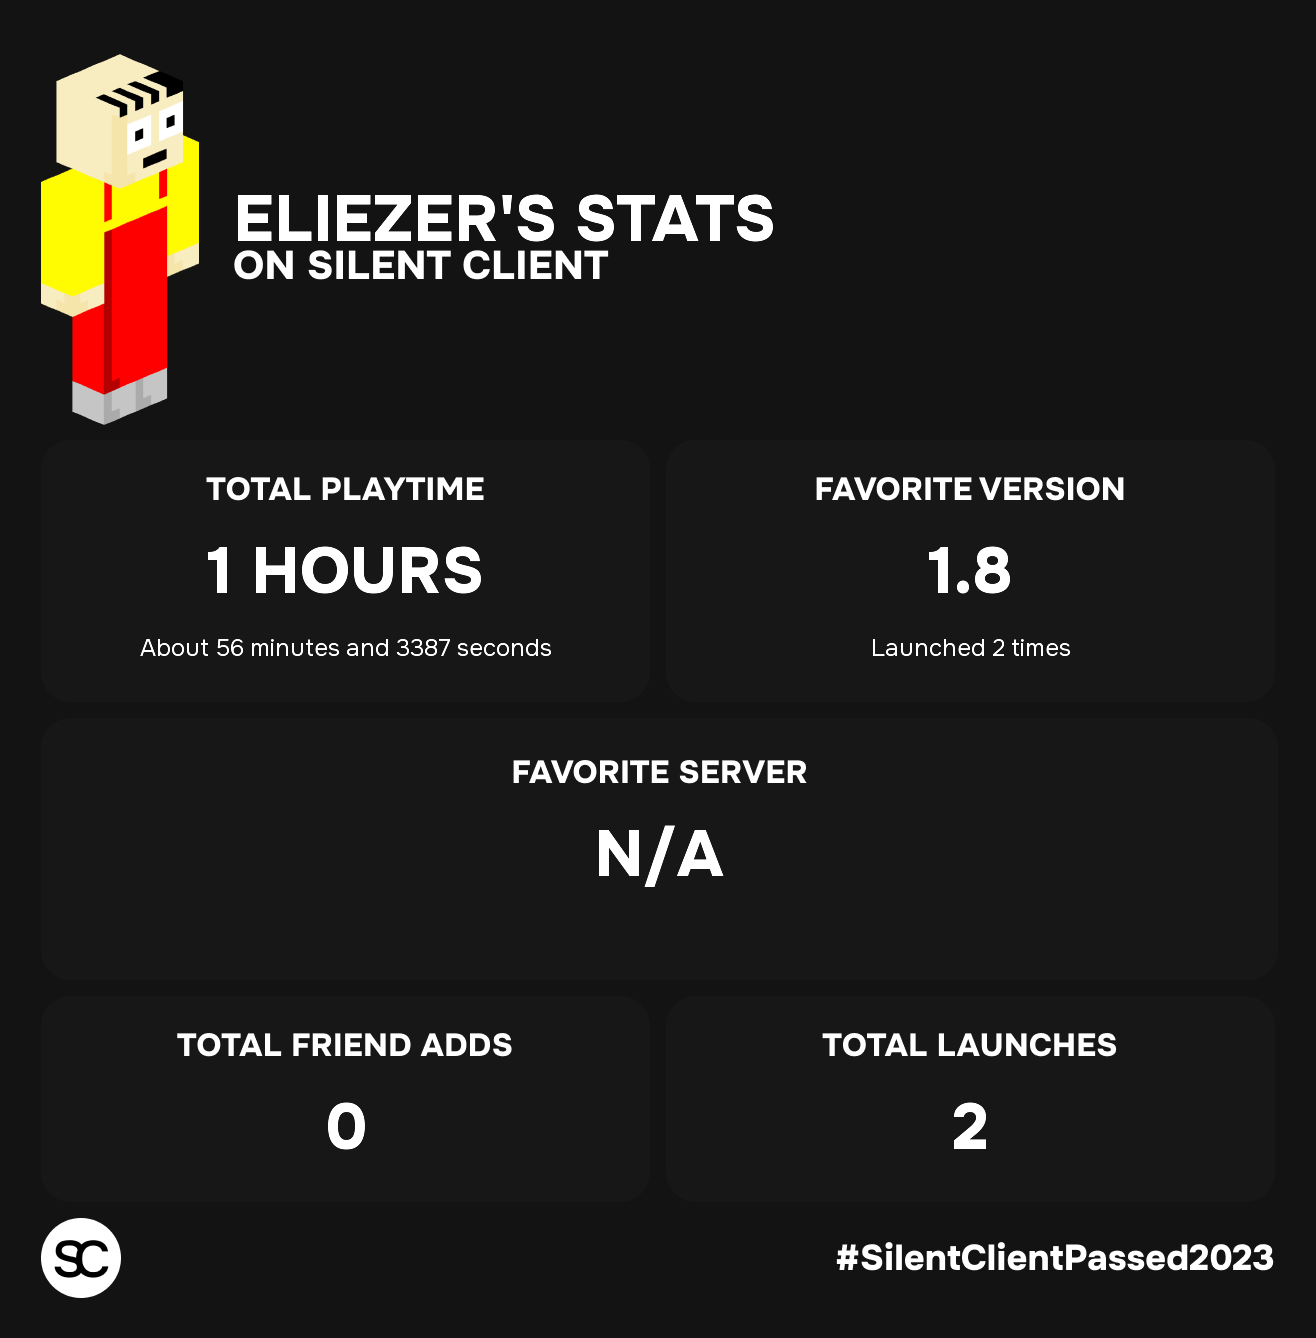 ELIEZER'S STATS
ON SILENT CLIENT
TOTAL PLAYTIME
1 HOURS
About 56 minutes and 3387 seconds
FAVORITE VERSION
1.8
Launched 2 times
FAVORITE SERVER
N/A
TOTAL FRIEND ADDS
0
TOTAL LAUNCHES
2
SC
#SilentClientPassed2023